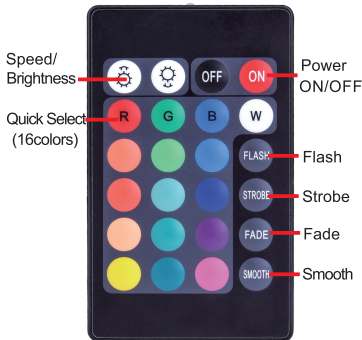 Speed/
Brightness
OFF
ON
Power
ON/OFF
Quick Select
(16colors)
R
G
B
W
FLASH
Flash
STROBE
Strobe
FADE
Fade
SMOOTH
Smooth